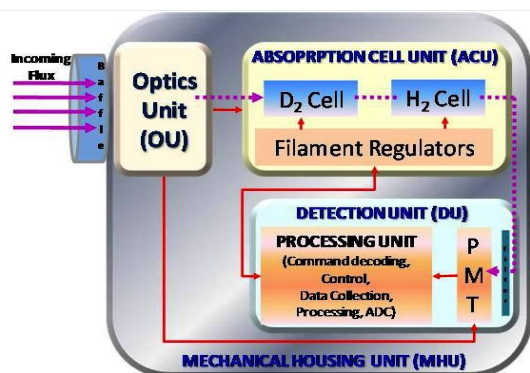 Incoming
Flux
Baffle
Optics
Unit
(OU)
ABSOPRPTION CELL UNIT (ACU)
D₂ Cell
H₂ Cell
Filament Regulators
DETECTION UNIT (DU)
PROCESSING UNIT
(Command decoding,
Control,
Data Collection,
Processing, ADC)
P
M
T
MECHANICAL HOUSING UNIT (MHU)